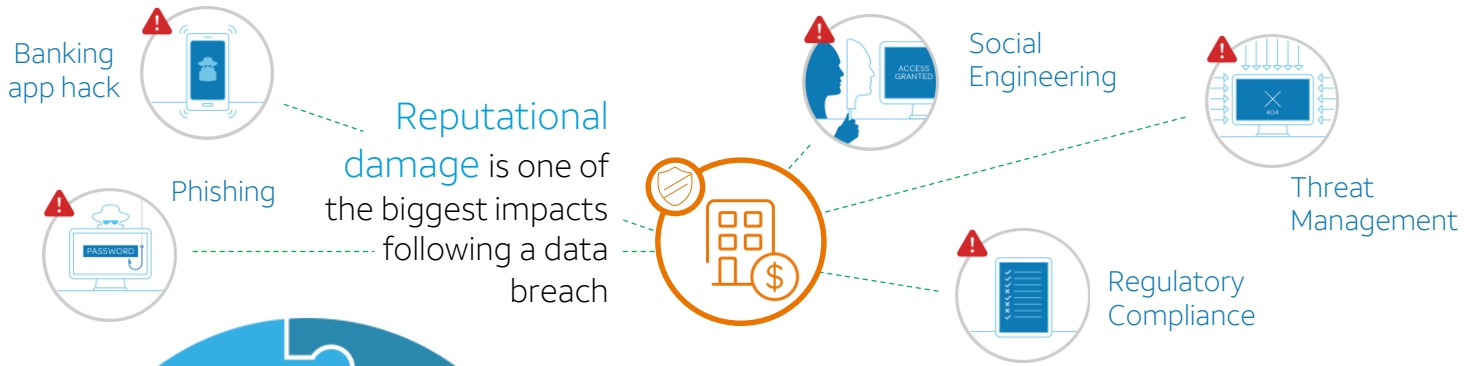 Banking
app hack
Reputational
damage is one of
the biggest impacts
following a data
breach
Phishing
PASSWORD
Social
Engineering
ACCESS
GRANTED
404
Threat
Management
Regulatory
Compliance
$